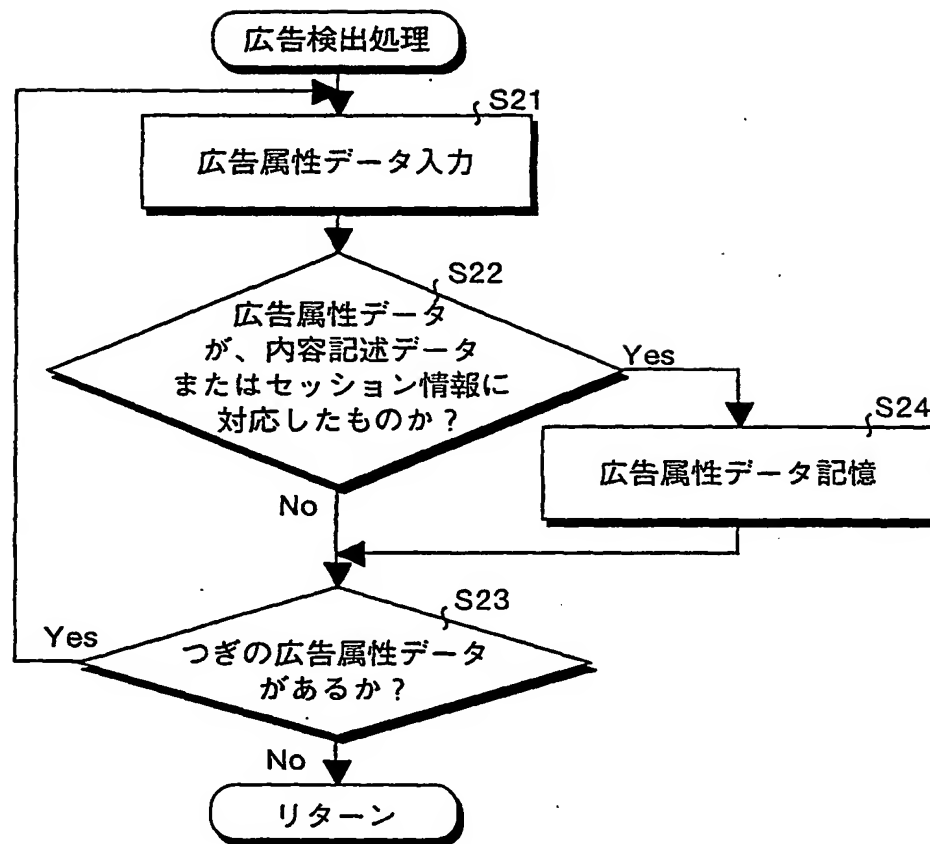 広告検出処理
S21
広告属性データ入力
S22
広告属性データ
が、内容記述データ
またはセッション情報に
対応したものか？
Yes
S24
広告属性データ記憶
No
S23
Yes
つぎの広告属性データ
があるか？
No
リターン